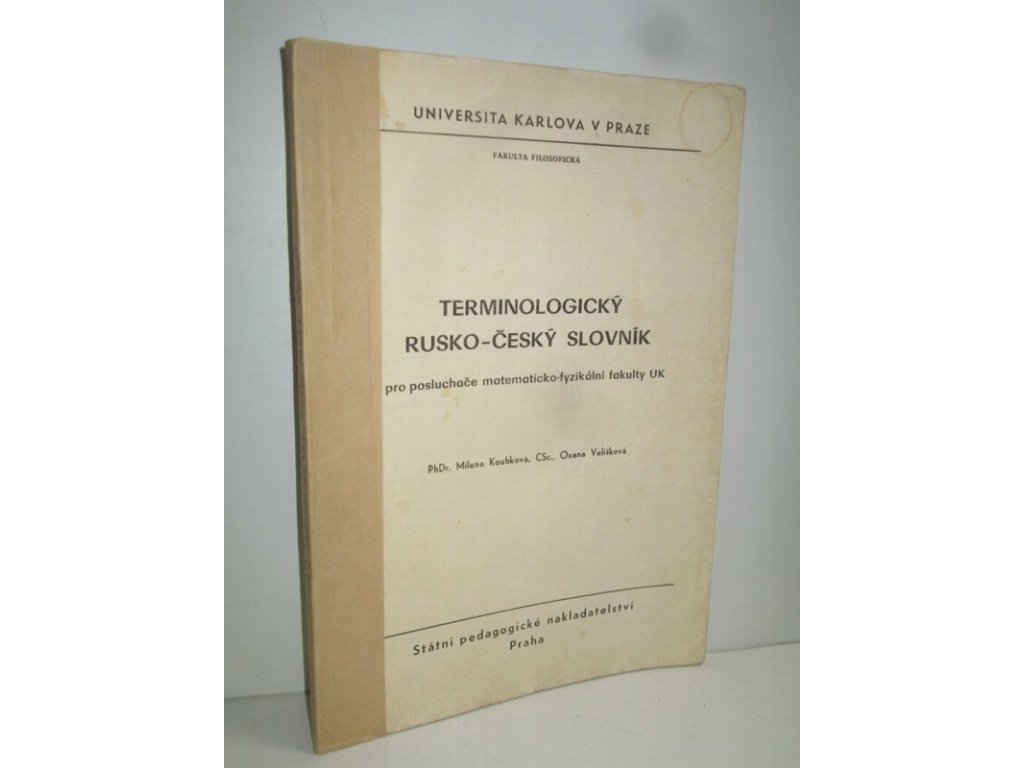 UNIVERSITA KARLOVA V PRAZE
FAKULTA FILOSOFICKÁ
TERMINOLOGICKÝ
RUSKO-ČESKÝ SLOVNÍK
pro posluchače matematicko-fyzikální fakulty UK
PhDr. Milena Koubková, CSc., Oxana Velišková
Státní pedagogické nakladatelství
Praha